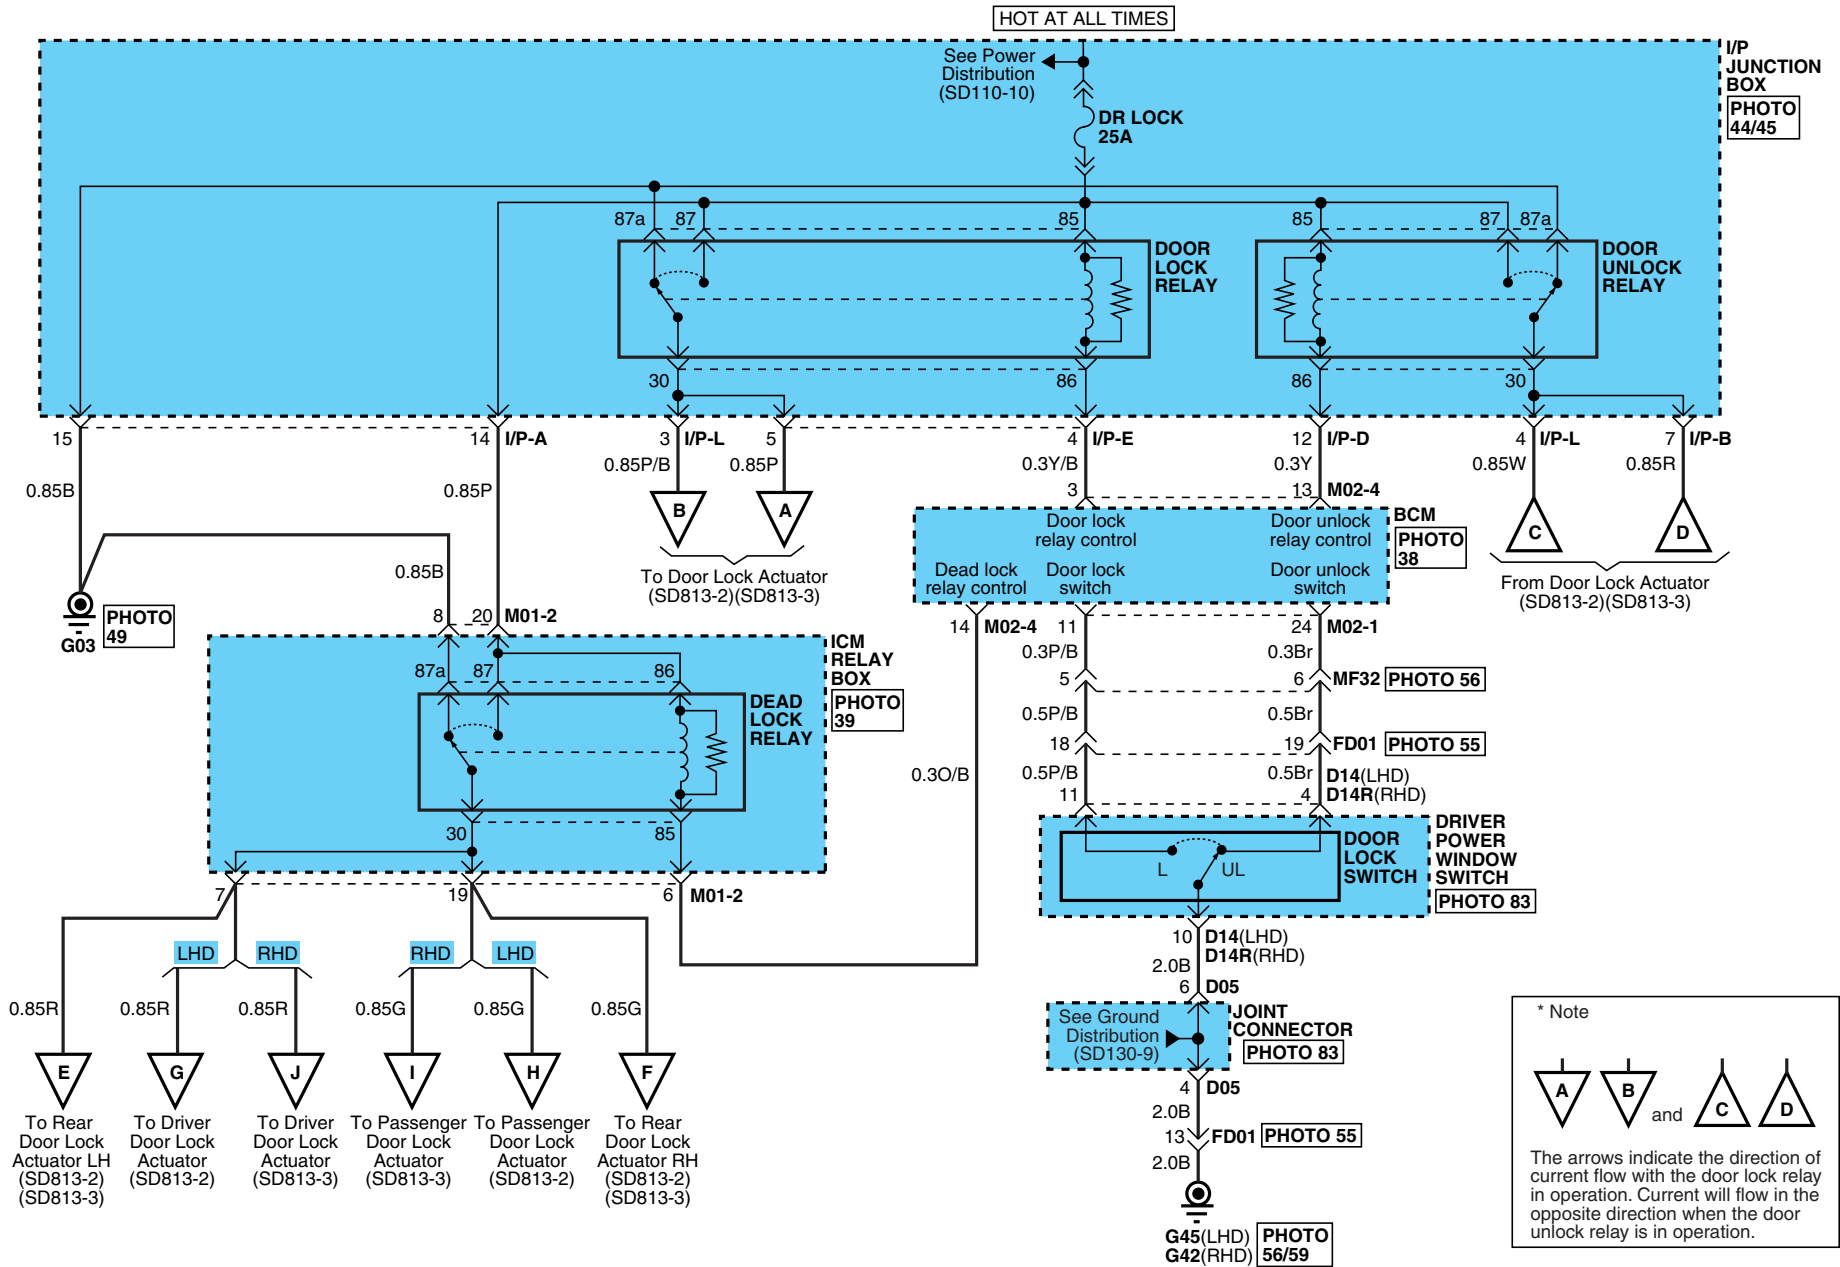 HOT AT ALL TIMES
See Power
Distribution
(SD110-10)
DR LOCK
25A
I/P
JUNCTION
BOX
PHOTO
44/45
87a 87 85 85 87 87a
DOOR
LOCK
RELAY
DOOR
UNLOCK
RELAY
30 86 86 30
15 14 I/P-A 3 I/P-L 5 4 I/P-E 12 I/P-D 4 I/P-L 7 I/P-B
0.85P/B 0.85P 0.3Y/B 0.3Y 0.85W 0.85R
0.85B 0.85P
3 13 M02-4
B A C D
To Door Lock Actuator
(SD813-2)(SD813-3)
From Door Lock Actuator
(SD813-2)(SD813-3)
BCM
PHOTO
38
Door lock
relay control
Door unlock
relay control
Dead lock
relay control
Door lock
switch
Door unlock
switch
0.85B
G03
PHOTO
49
8 20 M01-2
14 M02-4 11 24 M02-1
0.3P/B 0.3Br
ICM
RELAY
BOX
PHOTO
39
87a 87 86
DEAD
LOCK
RELAY
5 6 MF32 PHOTO 56
0.5P/B 0.5Br
18 19 FD01 PHOTO 55
0.3O/B 0.5P/B 0.5Br
D14(LHD)
11 4 D14R(RHD)
30 85
7 19 6 M01-2
DOOR
LOCK
SWITCH
L UL
DRIVER
POWER
WINDOW
SWITCH
PHOTO 83
10 D14(LHD)
D14R(RHD)
2.0B
6 D05
LHD RHD RHD LHD
0.85R 0.85R 0.85R 0.85G 0.85G 0.85G
See Ground
Distribution
(SD130-9)
JOINT
CONNECTOR
PHOTO 83
4 D05
2.0B
13 FD01 PHOTO 55
2.0B
G45(LHD)
G42(RHD)
PHOTO
56/59
E G J I H F
To Rear
Door Lock
Actuator LH
(SD813-2)
(SD813-3)
To Driver
Door Lock
Actuator
(SD813-2)
To Driver
Door Lock
Actuator
(SD813-3)
To Passenger
Door Lock
Actuator
(SD813-3)
To Passenger
Door Lock
Actuator
(SD813-2)
To Rear
Door Lock
Actuator RH
(SD813-2)
(SD813-3)
* Note
A B and C D
The arrows indicate the direction of
current flow with the door lock relay
in operation. Current will flow in the
opposite direction when the door
unlock relay is in operation.